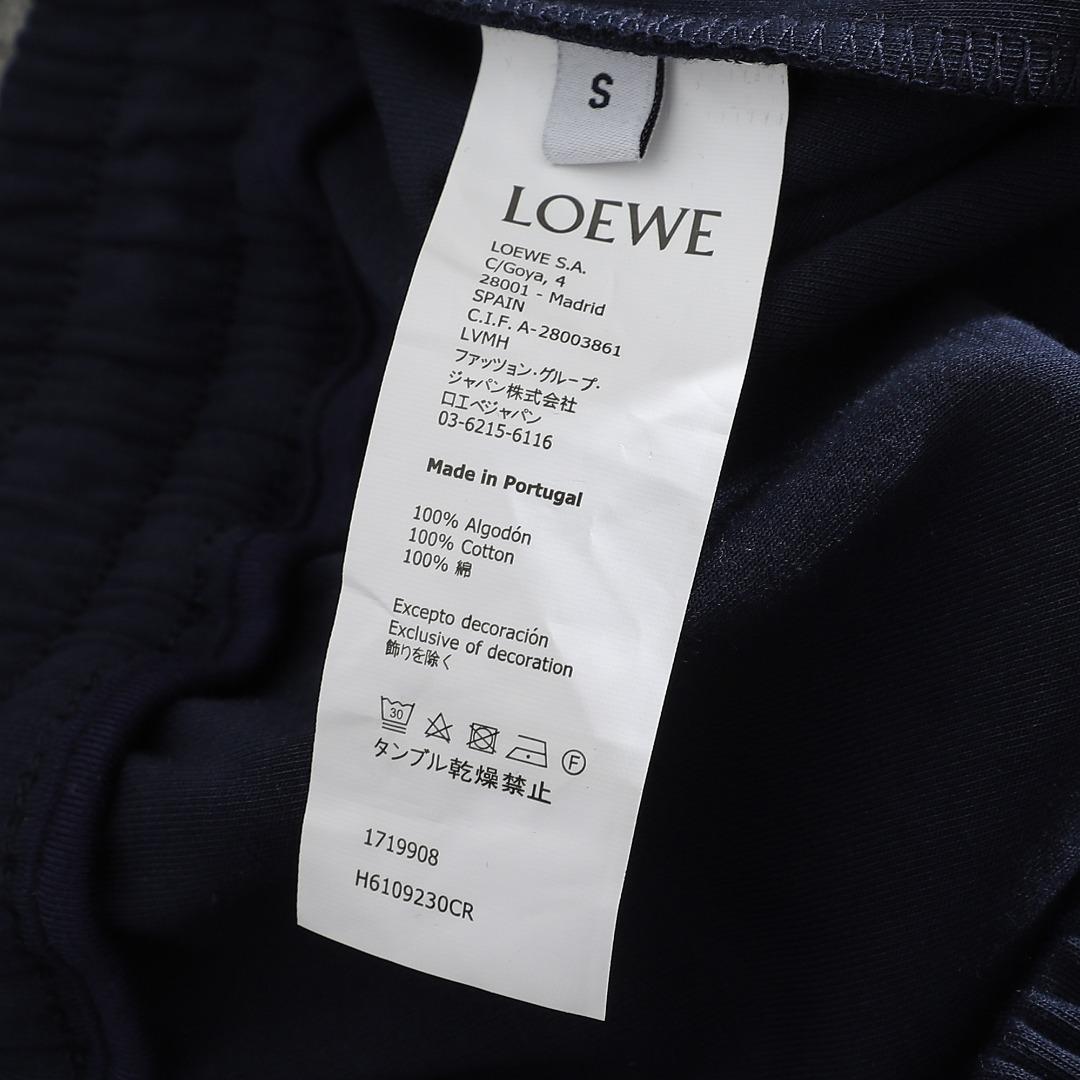 S
LOEWE
LOEWE S.A.
C/Goya, 4
28001 - Madrid
SPAIN
C.I.F. A-28003861
LVMH
ファッツョン・グループ・
ジャパン株式会社
ロエベジャパン
03-6215-6116
Made in Portugal
100% Algodón
100% Cotton
100% 綿
Excepto decoración
Exclusive of decoration
飾りを除く
30
F
タンブル乾燥禁止
1719908
H6109230CR